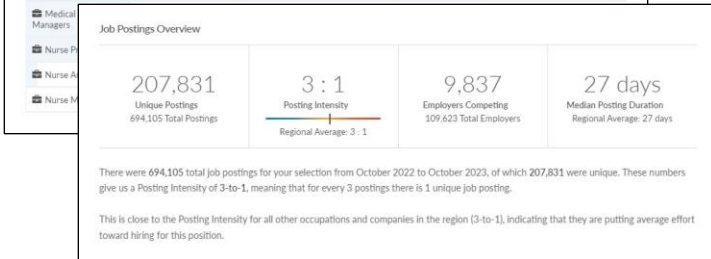 Medical
Managers
Nurse
Nurse
Nurse
Job Postings Overview
207,831
Unique Postings
694,105 Total Postings
3 : 1
Posting Intensity
Regional Average: 3 : 1
9,837
Employers Competing
109,623 Total Employers
27 days
Median Posting Duration
Regional Average: 27 days
There were 694,105 total job postings for your selection from October 2022 to October 2023, of which 207,831 were unique. These numbers
give us a Posting Intensity of 3-to-1, meaning that for every 3 postings there is 1 unique job posting.
This is close to the Posting Intensity for all other occupations and companies in the region (3-to-1), indicating that they are putting average effort
toward hiring for this position.